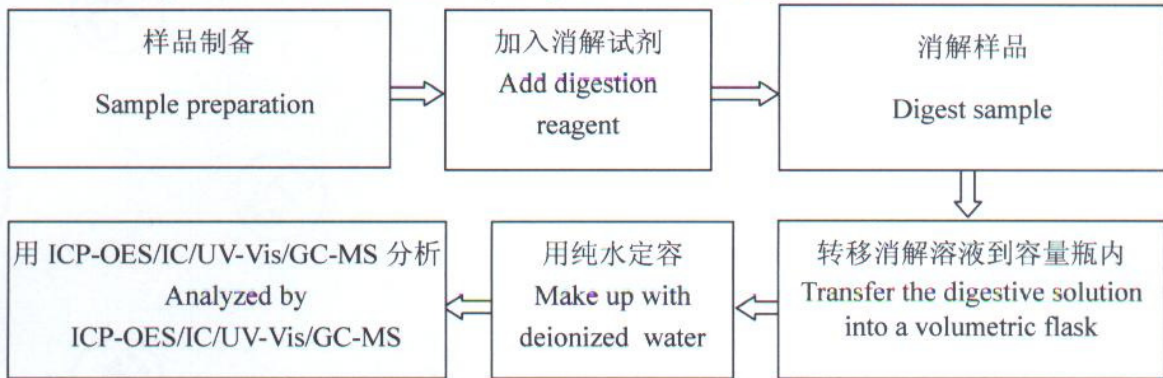 样品制备
Sample preparation
加入消解试剂
Add digestion
reagent
消解样品
Digest sample
转移消解溶液到容量瓶内
Transfer the digestive solution
into a volumetric flask
用纯水定容
Make up with
deionized water
用 ICP-OES/IC/UV-Vis/GC-MS 分析
Analyzed by
ICP-OES/IC/UV-Vis/GC-MS